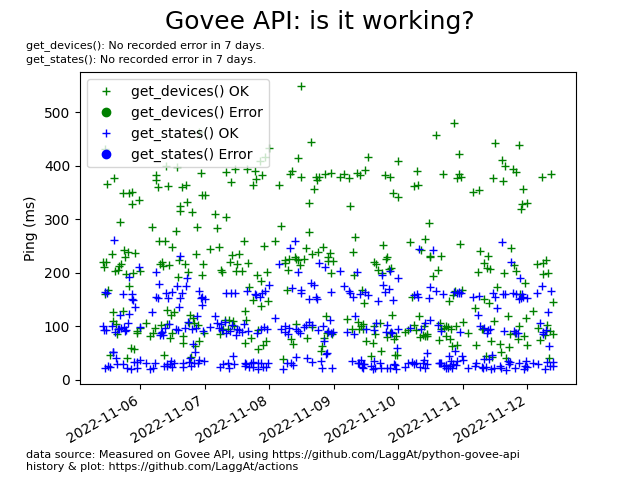 Govee API: is it working?
get_devices(): No recorded error in 7 days.
get_states(): No recorded error in 7 days.
get_devices() OK
get_devices() Error
get_states() OK
get_states() Error
Ping (ms)
500
400
300
200
100
0
2022-11-06
2022-11-07
2022-11-08
2022-11-09
2022-11-10
2022-11-11
2022-11-12
data source: Measured on Govee API, using https://github.com/LaggAt/python-govee-api
history & plot: https://github.com/LaggAt/actions